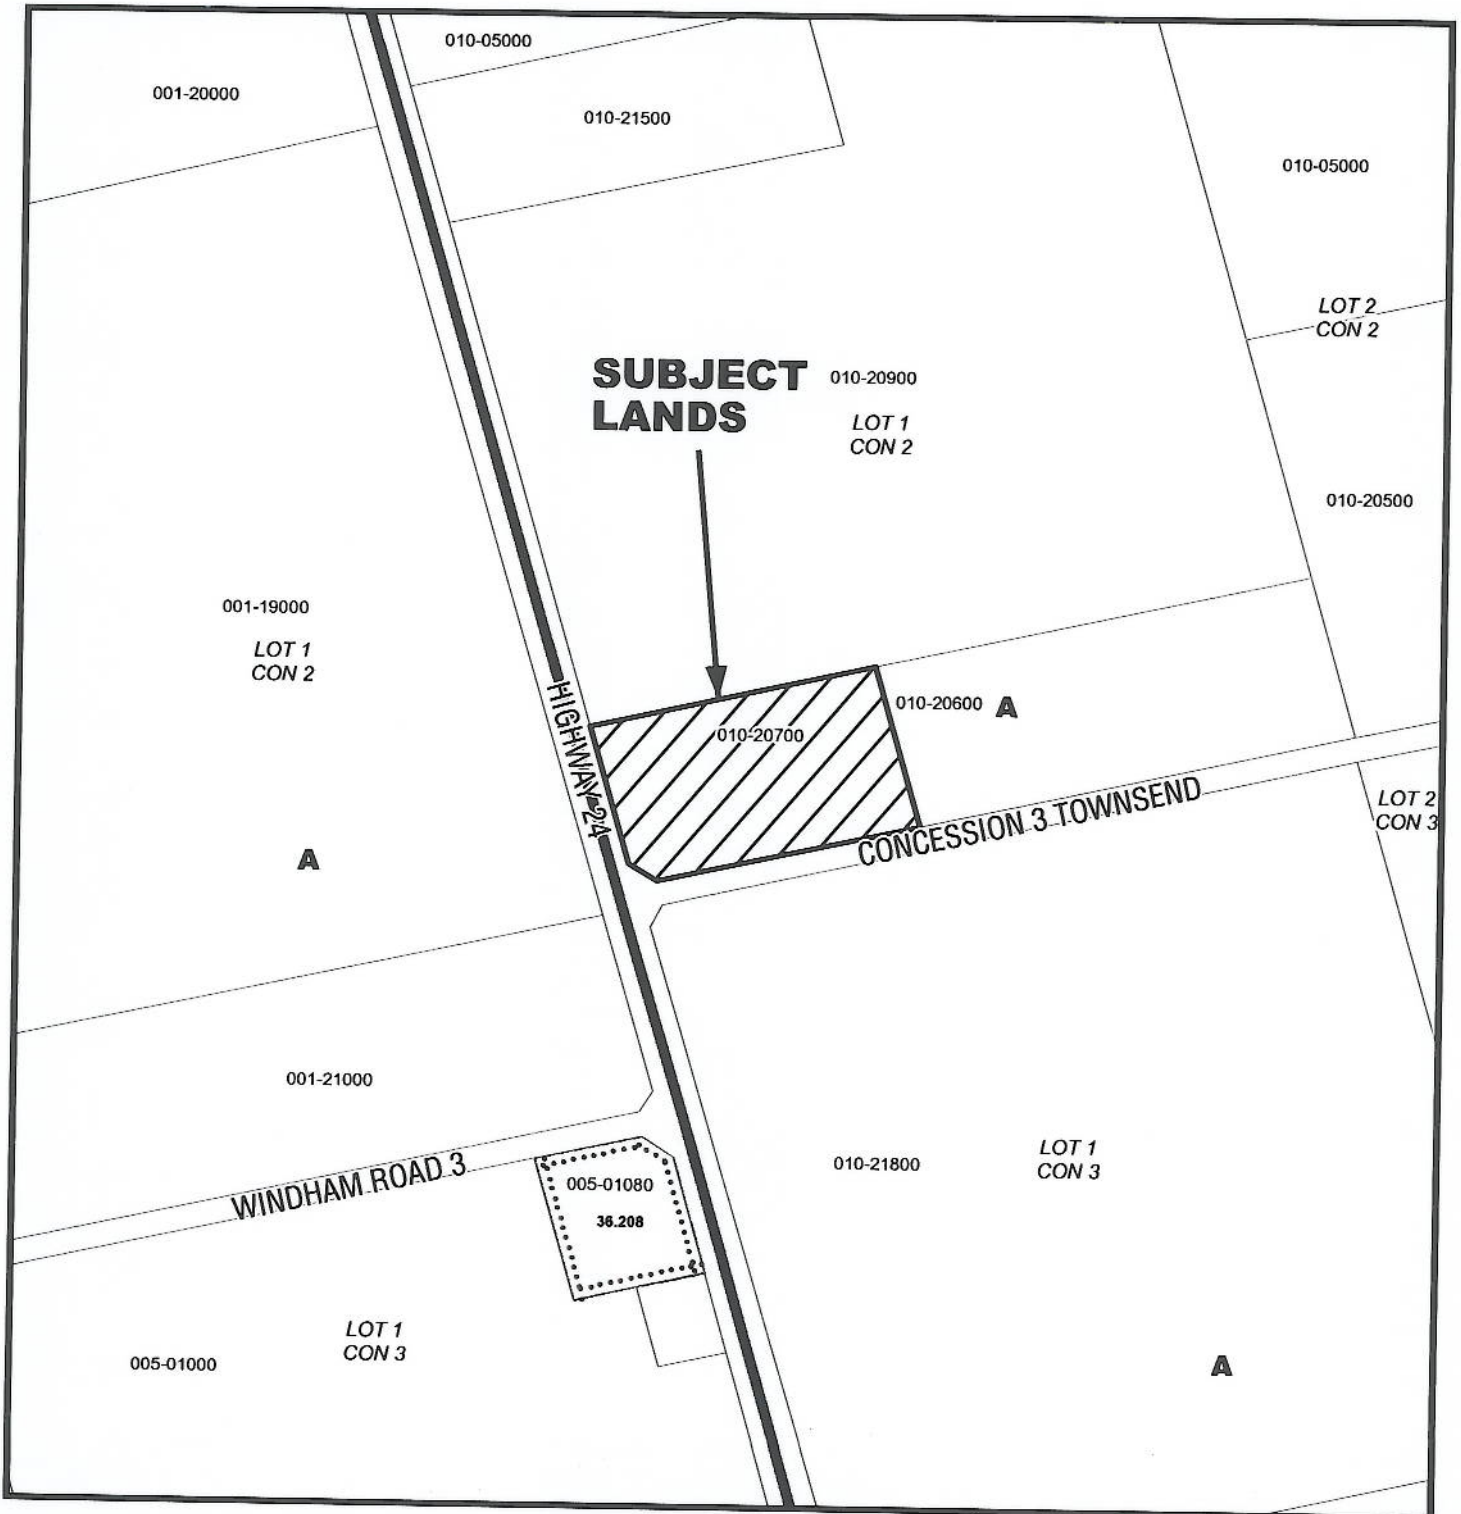 010-05000
001-20000
010-21500
010-05000
LOT 2
CON 2
SUBJECT
LANDS
010-20900
LOT 1
CON 2
010-20500
001-19000
LOT 1
CON 2
HIGHWAY 24
010-20600
A
010-20700
CONCESSION 3 TOWNSEND
LOT 2
CON 3
A
001-21000
WINDHAM ROAD 3
005-01080
36.208
010-21800
LOT 1
CON 3
LOT 1
CON 3
005-01000
A